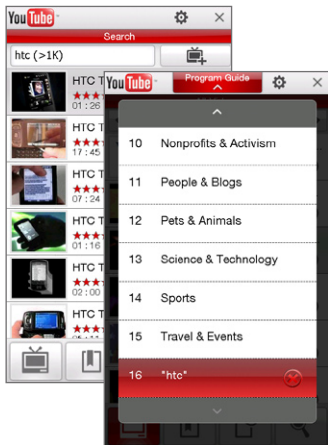 YouTube
Search
htc (>1K)
HTC T
01:26
HTC T
17:45
HTC T
07:24
HTC T
01:16
HTC T
02:00
HTC T
YouTube
Program Guide
10 Nonprofits & Activism
11 People & Blogs
12 Pets & Animals
13 Science & Technology
14 Sports
15 Travel & Events
16 "htc"